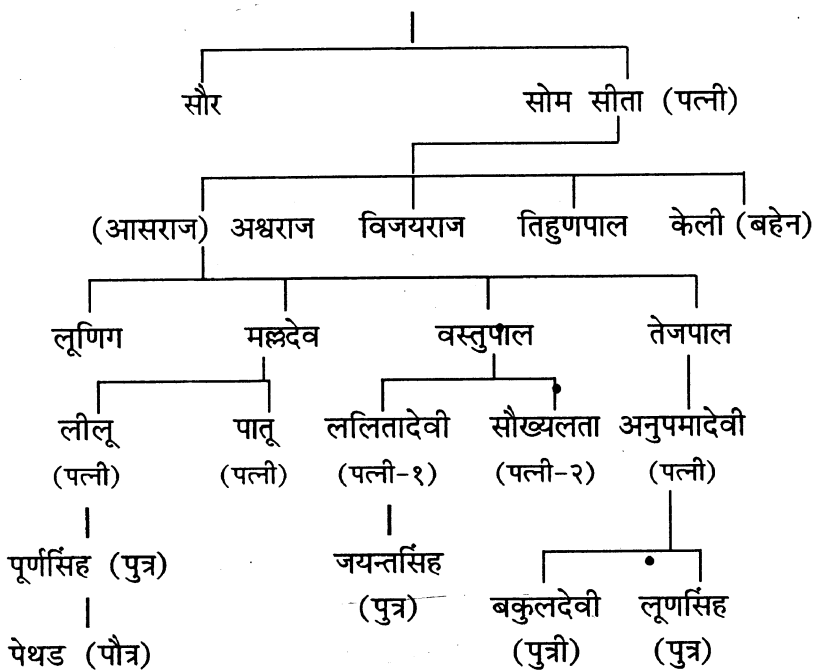 सौर सोम सीता (पत्नी)
(आसराज) अश्वराज विजयराज तिहुणपाल केली (बहेन)
लूणिग मल्लदेव वस्तुपाल तेजपाल
लीलू पातू ललितादेवी सौख्यलता अनुपमादेवी
(पत्नी) (पत्नी) (पत्नी-१) (पत्नी-२) (पत्नी)
पूर्णसिंह (पुत्र) जयन्तसिंह
(पुत्र) बकुलदेवी लूणसिंह
पेथड (पौत्र) (पुत्री) (पुत्र)